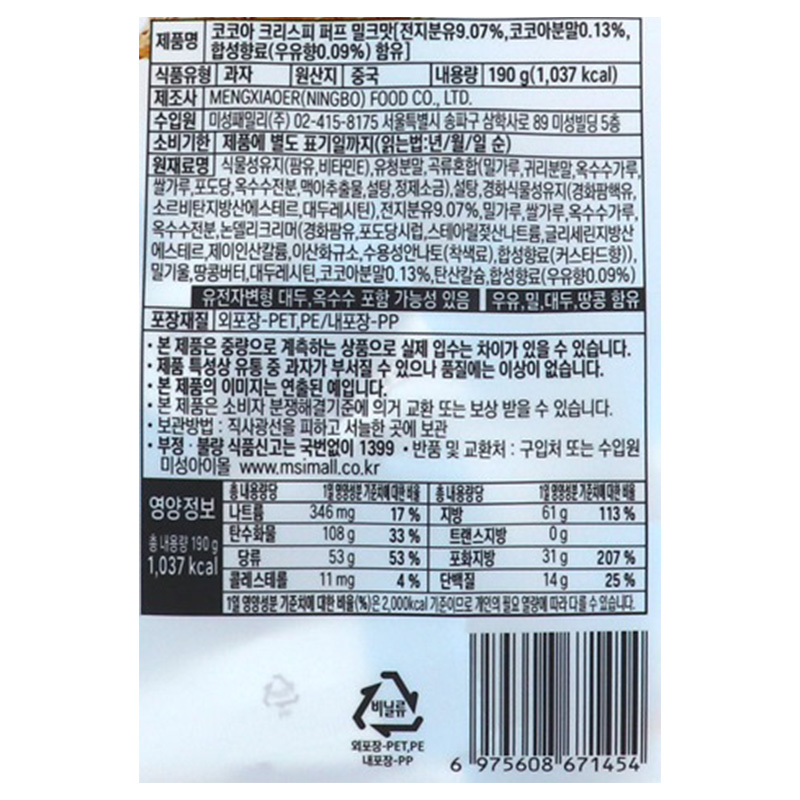 제품명 코코아 크리스피 퍼프 밀크맛[전지분유9.07%,코코아분말0.13%,
합성향료(우유향0.09%) 함유]
식품유형 과자 원산지 중국 내용량 190 g(1,037 kcal)
제조사 MENGXIAOER(NINGBO) FOOD CO., LTD.
수입원 미성패밀리(주) 02-415-8175 서울특별시 송파구 삼학사로 89 미성빌딩 5층
소비기한 제품에 별도 표기일까지(읽는법:년/월/일 순)
원재료명 식물성유지(팜유,비타민E),유청분말,곡류혼합(밀가루,귀리분말,옥수수가루,
쌀가루,포도당,옥수수전분,맥아추출물,설탕,정제소금),설탕,경화식물성유지(경화팜핵유,
소르비탄지방산에스테르,대두레시틴),전지분유9.07%,밀가루,쌀가루,옥수수가루,
옥수수전분,논델리크리머(경화팜유,포도당시럽,스테아릴젖산나트륨,글리세린지방산
에스테르,제이인산칼륨,이산화규소,수용성안나토(착색료),합성향료(커스타드향)),
밀기울,땅콩버터,대두레시틴,코코아분말0.13%,탄산칼슘,합성향료(우유향0.09%)
유전자변형 대두,옥수수 포함 가능성 있음 우유,밀,대두,땅콩 함유
포장재질 외포장-PET,PE/내포장-PP
• 본 제품은 중량으로 계측하는 상품으로 실제 입수는 차이가 있을 수 있습니다.
• 제품 특성상 유통 중 과자가 부서질 수 있으나 품질에는 이상이 없습니다.
• 본 제품의 이미지는 연출된 예입니다.
• 본 제품은 소비자 분쟁해결기준에 의거 교환 또는 보상 받을 수 있습니다.
• 보관방법 : 직사광선을 피하고 서늘한 곳에 보관
• 부정·불량 식품신고는 국번없이 1399 • 반품 및 교환처 : 구입처 또는 수입원
미성아이몰 www.msimall.co.kr
영양정보
총 내용량 190 g
1,037 kcal
총 내용량당 1일 영양성분 기준치에 대한 비율 총 내용량당 1일 영양성분 기준치에 대한 비율
나트륨 346 mg 17 % 지방 61 g 113 %
탄수화물 108 g 33 % 트랜스지방 0 g
당류 53 g 53 % 포화지방 31 g 207 %
콜레스테롤 11 mg 4 % 단백질 14 g 25 %
1일 영양성분 기준치에 대한 비율(%)은 2,000kcal 기준이므로 개인의 필요 열량에 따라 다를 수 있습니다.
비닐류
외포장-PET,PE
내포장-PP
6 975608 671454